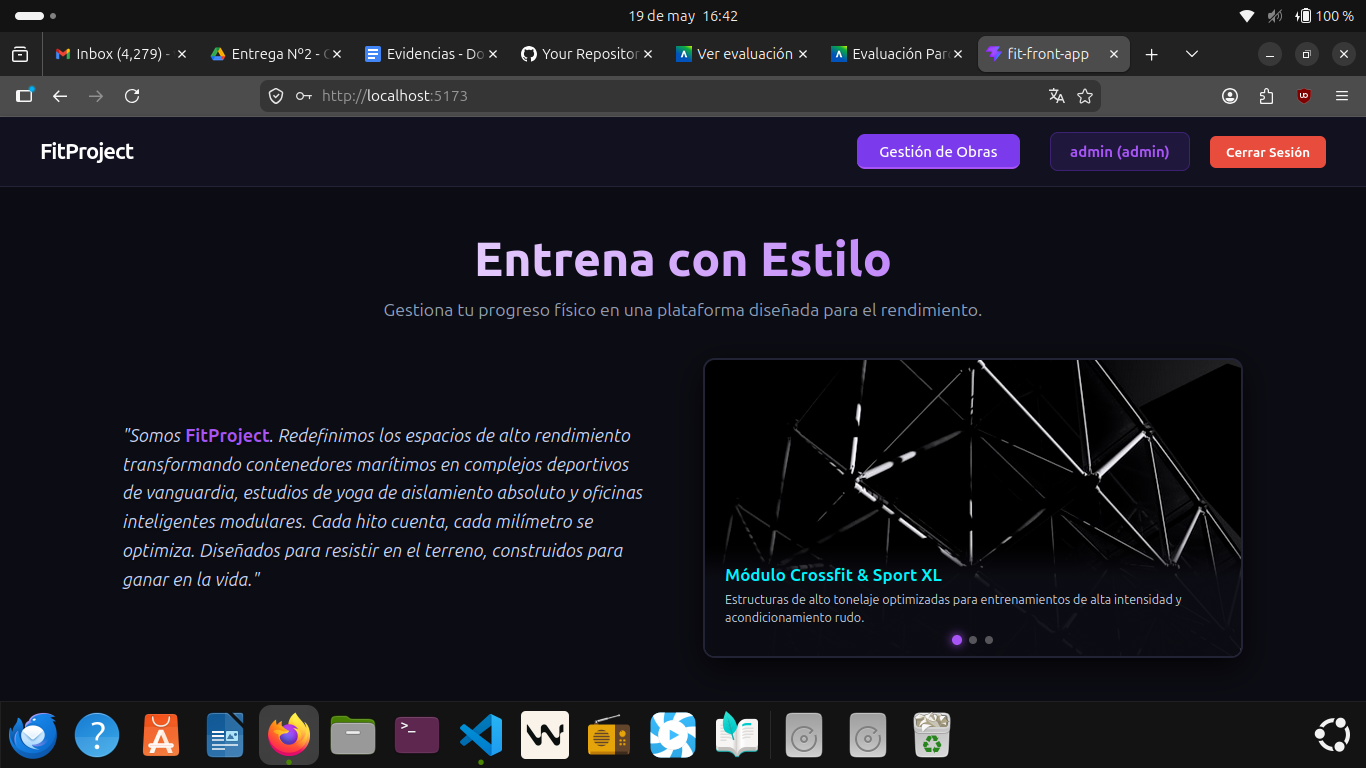 19 de may 16:42
100 %
Inbox (4,279) -
Entrega Nº2 -
Evidencias - Do
Your Repositor
Ver evaluación
Evaluación Par
fit-front-app
http://localhost:5173
FitProject
Gestión de Obras
admin (admin)
Cerrar Sesión
Entrena con Estilo
Gestiona tu progreso físico en una plataforma diseñada para el rendimiento.
"Somos FitProject. Redefinimos los espacios de alto rendimiento
transformando contenedores marítimos en complejos deportivos
de vanguardia, estudios de yoga de aislamiento absoluto y oficinas
inteligentes modulares. Cada hito cuenta, cada milímetro se
optimiza. Diseñados para resistir en el terreno, construidos para
ganar en la vida."
Módulo Crossfit & Sport XL
Estructuras de alto tonelaje optimizadas para entrenamientos de alta intensidad y
acondicionamiento rudo.